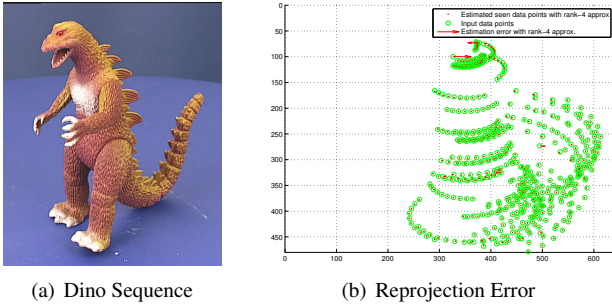 Estimated seen data points with rank-4 approx
Input data points
Estimation error with rank-4 approx.
0
50
100
150
200
250
300
350
400
450
0 100 200 300 400 500 600
(a) Dino Sequence (b) Reprojection Error